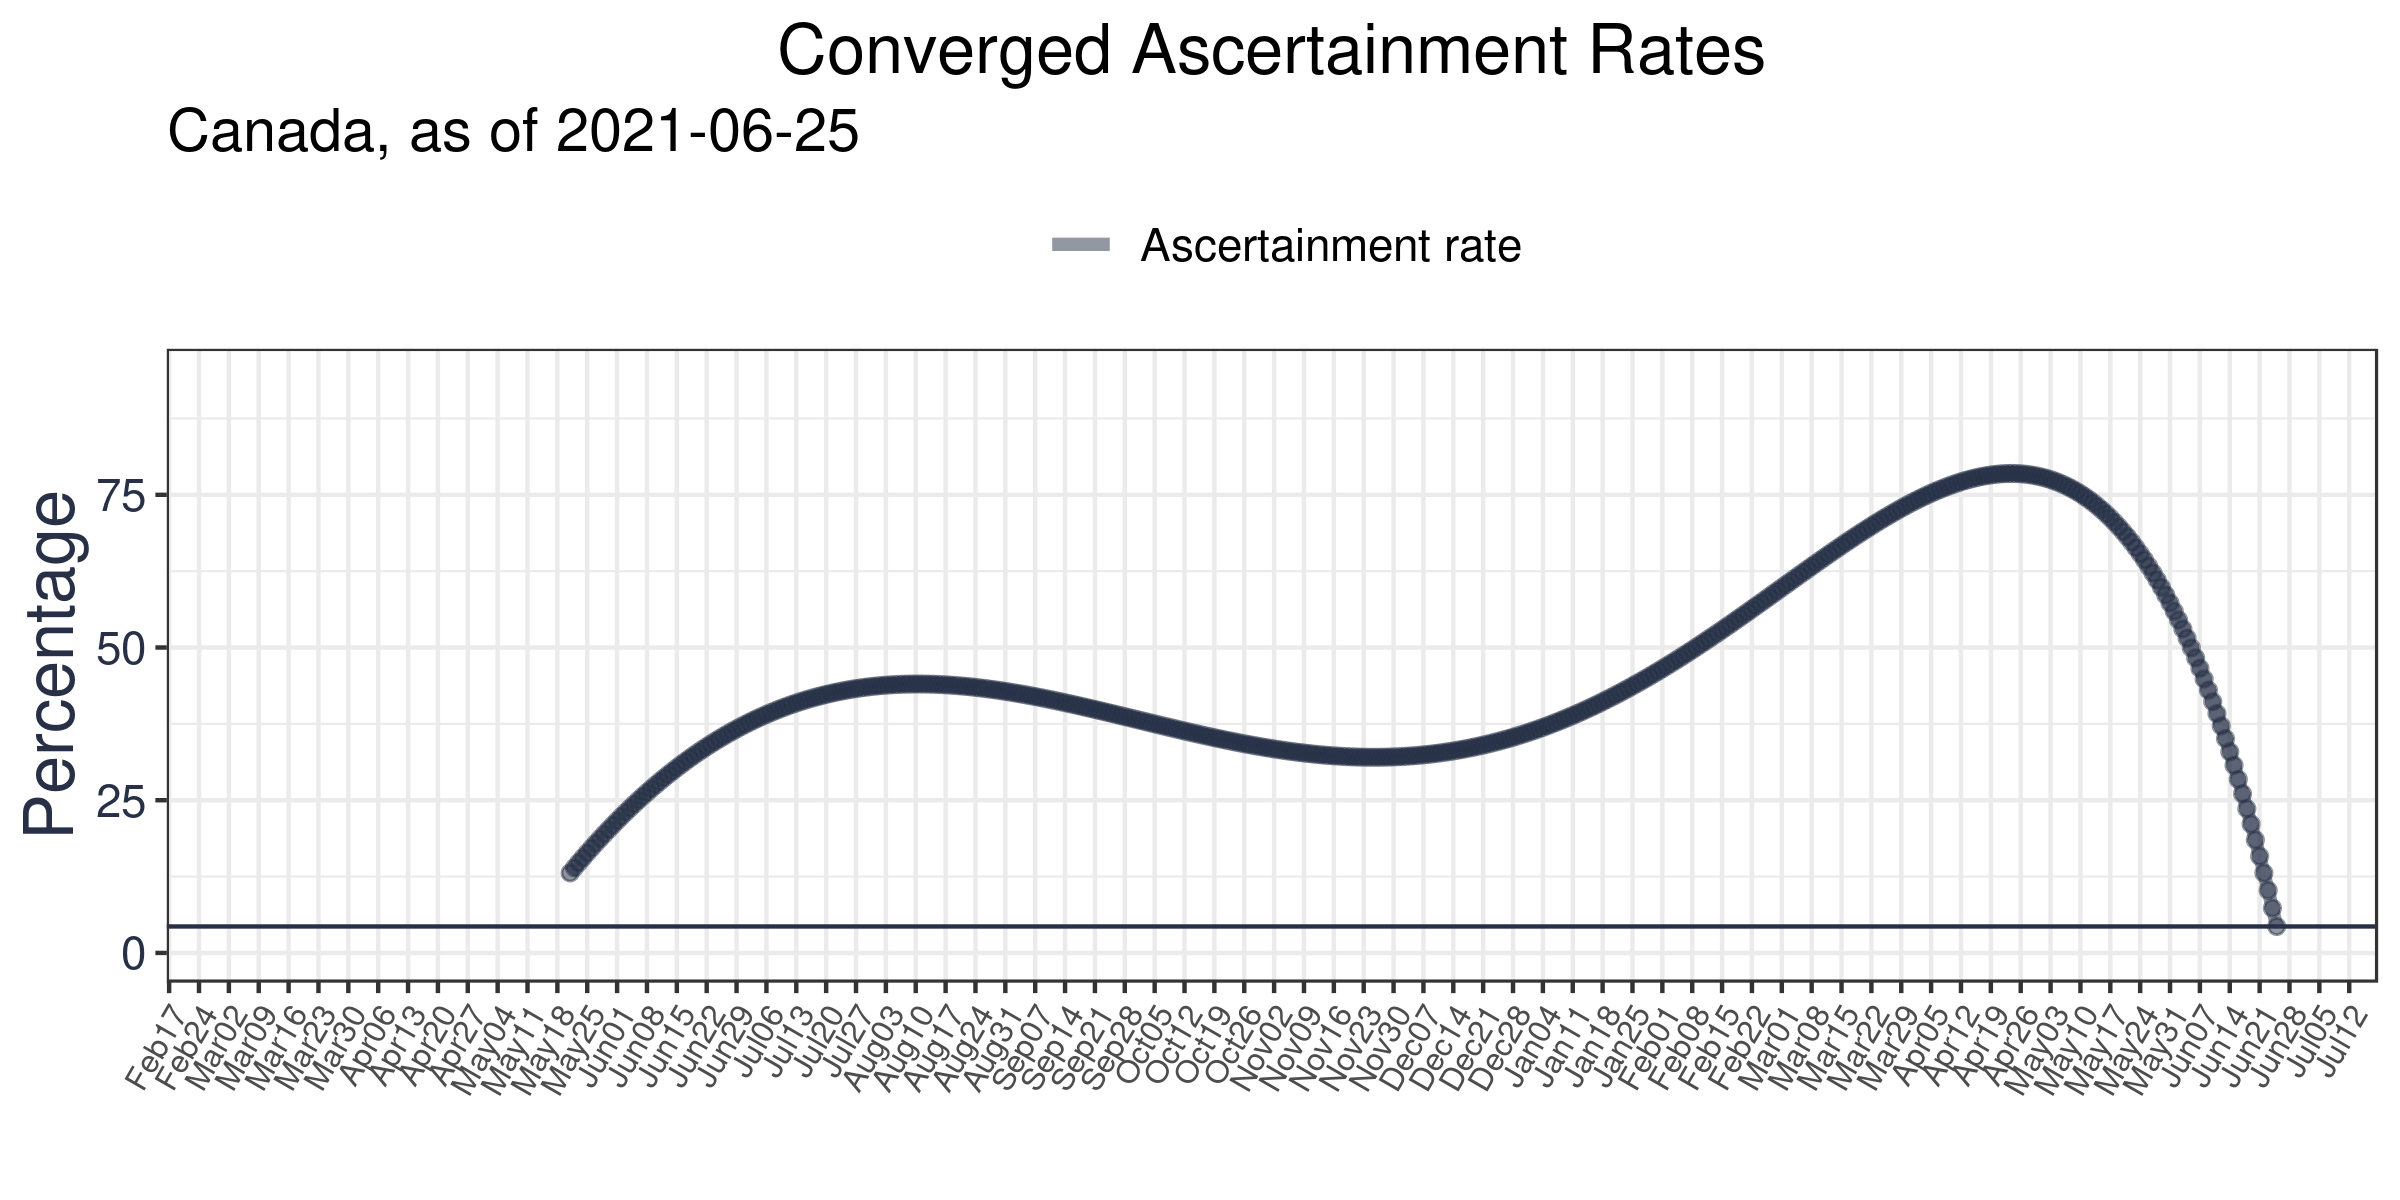 Converged Ascertainment Rates
Canada, as of 2021-06-25
Ascertainment rate
Percentage
75
50
25
0
Feb17 Feb24 Mar02 Mar09 Mar16 Mar23 Mar30 Apr06 Apr13 Apr20 Apr27 May04 May11 May18 May25 Jun01 Jun08 Jun15 Jun22 Jun29 Jul06 Jul13 Jul20 Jul27 Aug03 Aug10 Aug17 Aug24 Aug31 Sep07 Sep14 Sep21 Sep28 Oct05 Oct12 Oct19 Oct26 Nov02 Nov09 Nov16 Nov23 Nov30 Dec07 Dec14 Dec21 Dec28 Jan04 Jan11 Jan18 Jan25 Feb01 Feb08 Feb15 Feb22 Mar01 Mar08 Mar15 Mar22 Mar29 Apr05 Apr12 Apr19 Apr26 May03 May10 May17 May24 May31 Jun07 Jun14 Jun21 Jun28 Jul05 Jul12